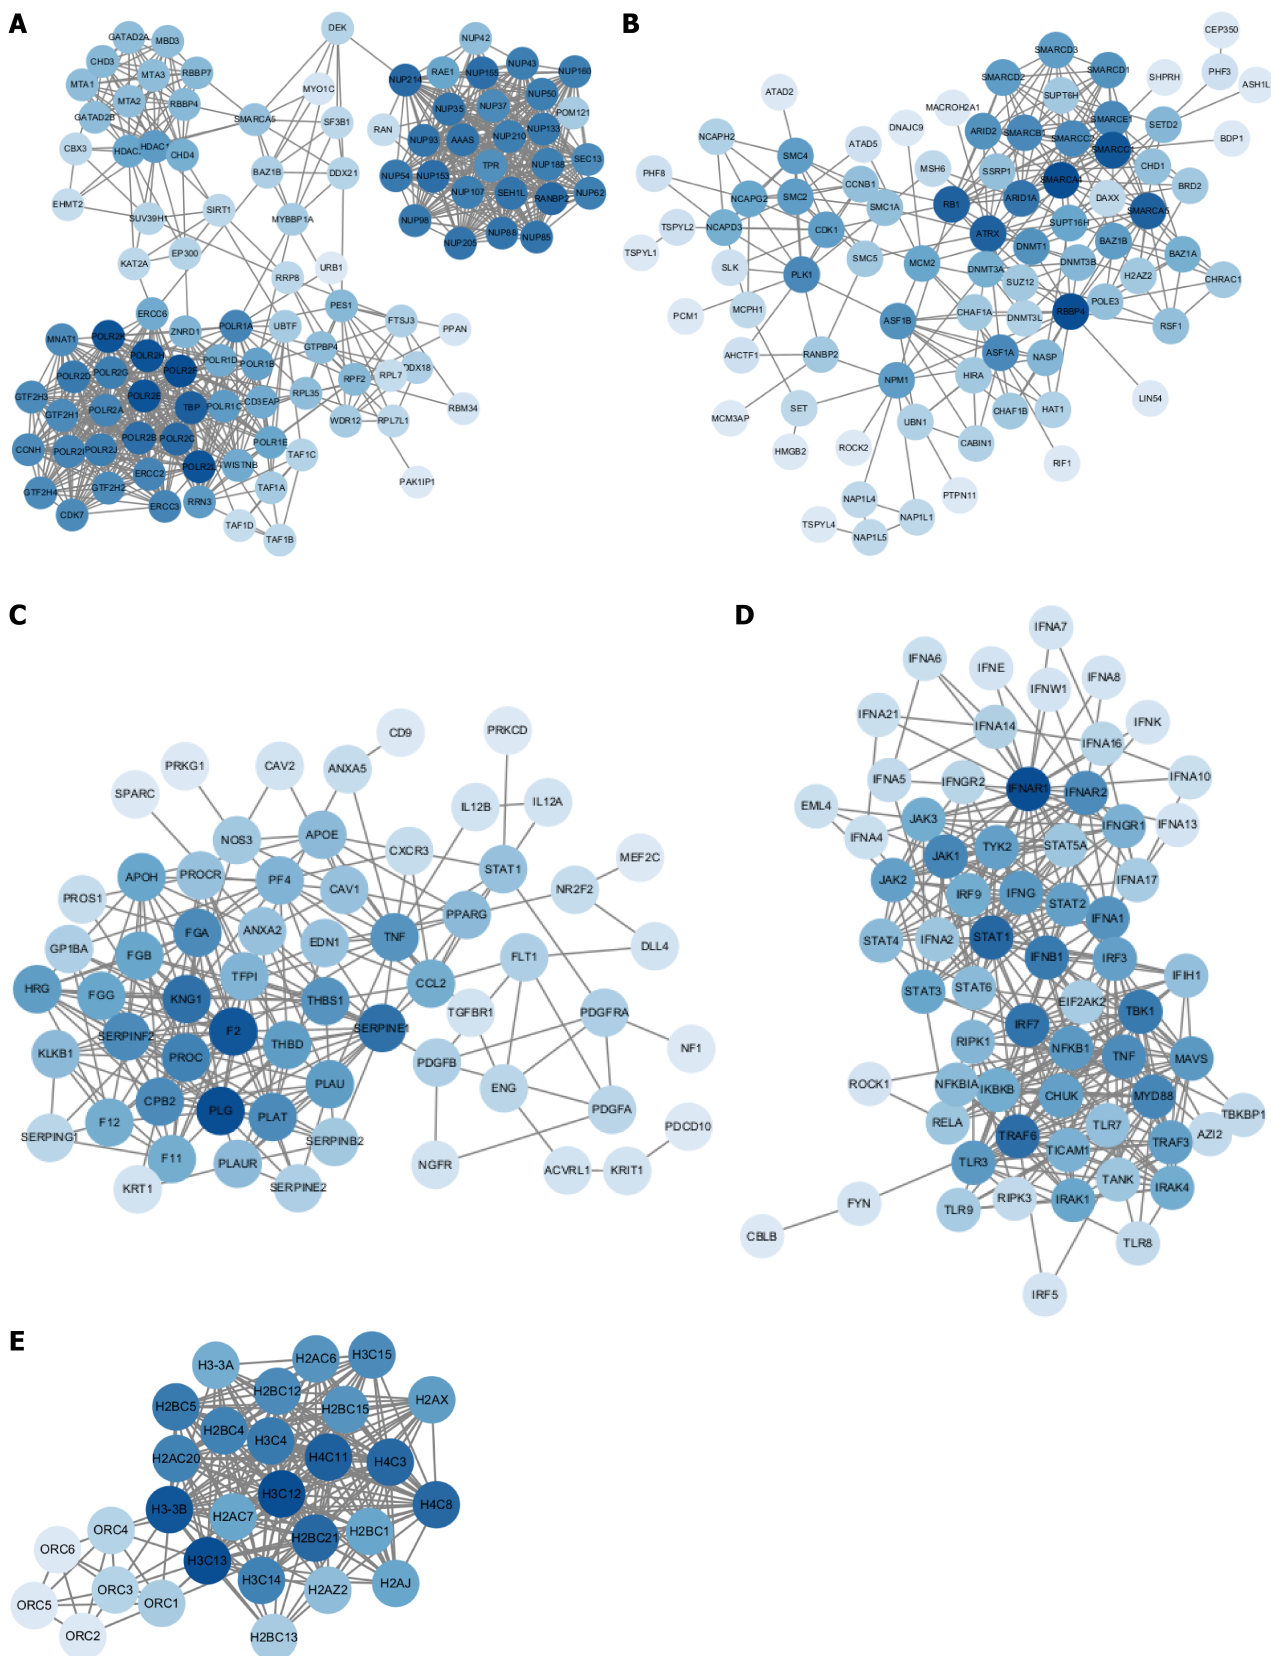 A
DEK
GATAD2A
MBD3
CHD3
MTA3
RBBP7
MTA1
MTA2
RBBP4
GATAD2B
MYO1C
SMARCA5
SF3B1
CBX3
HDAC1
CHD4
BAZ1B
DDX21
EHMT2
SUV39H1
SIRT1
MYBBP1A
KAT2A
EP300
RRP8
URB1
NUP42
NUP214
RAE1
NUP155
NUP43
NUP160
NUP50
NUP35
NUP37
POM121
RAN
NUP93
AAAS
NUP210
NUP133
TPR
NUP188
SEC13
NUP54
NUP153
NUP107
SEH1L
RANBP2
NUP62
NUP98
NUP205
NUP88
NUP85
ERCC6
PES1
MNAT1
POLR2K
ZNRD1
POLR1A
UBTF
FTSJ3
PPAN
POLR2H
GTPBP4
POLR2D
POLR2G
POLR2F
POLR1D
POLR1B
RPF2
RPL7
DDX18
GTF2H3
GTF2H1
POLR2A
POLR2E
TBP
POLR1C
CD3EAP
RPL35
RBM34
WDR12
RPL7L1
CCNH
POLR2I
POLR2J
POLR2B
POLR2C
POLR1E
TAF1C
GTF2H4
GTF2H2
ERCC2
POLR2L
TWISTNB
PAK1IP1
CDK7
ERCC3
RRN3
TAF1A
TAF1D
TAF1B
B
CEP350
SMARCD3
SMARCD2
SMARCD1
SHPRH
PHF3
ASH1L
ATAD2
MACROH2A1
SUPT6H
SMARCE1
SETD2
BDP1
NCAPH2
DNAJC9
ARID2
SMARCB1
SMARCC2
SMARCC1
SMC4
ATAD5
MSH6
SSRP1
SMARCA4
CHD1
BRD2
PHF8
CCNB1
NCAPG2
SMC2
SMC1A
RB1
ARID1A
DAXX
SMARCA5
TSPYL2
NCAPD3
CDK1
ATRX
SUPT16H
TSPYL1
DNMT1
BAZ1B
BAZ1A
SLK
PLK1
SMC5
MCM2
DNMT3A
DNMT3B
H2AZ2
CHRAC1
SUZ12
PCM1
MCPH1
ASF1B
CHAF1A
DNMT3L
RBBP4
POLE3
RSF1
AHCTF1
RANBP2
ASF1A
NASP
NPM1
HIRA
MCM3AP
SET
CHAF1B
HAT1
LIN54
UBN1
HMGB2
ROCK2
CABIN1
RIF1
NAP1L4
PTPN11
TSPYL4
NAP1L1
NAP1L5
C
CD9
PRKCD
PRKG1
CAV2
ANXA5
SPARC
IL12B
IL12A
NOS3
APOE
CXCR3
MEF2C
APOH
PROCR
PF4
CAV1
STAT1
NR2F2
PROS1
PPARG
GP1BA
FGA
ANXA2
EDN1
TNF
FLT1
DLL4
FGB
TFPI
CCL2
HRG
FGG
KNG1
THBS1
TGFBR1
PDGFRA
SERPINF2
F2
SERPINE1
KLKB1
PROC
THBD
PDGFB
NF1
CPB2
PLG
PLAT
PLAU
ENG
PDGFA
F12
SERPING1
SERPINB2
PDCD10
F11
PLAUR
NGFR
ACVRL1
KRIT1
KRT1
SERPINE2
D
IFNA7
IFNA6
IFNE
IFNW1
IFNA8
IFNA21
IFNA14
IFNK
IFNA16
IFNA5
IFNGR2
IFNAR1
IFNAR2
IFNA10
EML4
JAK3
IFNGR1
IFNA13
IFNA4
JAK1
TYK2
STAT5A
JAK2
IRF9
IFNG
STAT2
IFNA17
IFNA1
STAT4
IFNA2
STAT1
IFNB1
IRF3
STAT3
STAT6
EIF2AK2
IFIH1
IRF7
TBK1
RIPK1
NFKB1
TNF
MAVS
ROCK1
NFKBIA
IKBKB
CHUK
MYD88
TBKBP1
RELA
TRAF6
TLR7
TRAF3
AZI2
TLR3
TICAM1
TANK
IRAK4
RIPK3
IRAK1
FYN
TLR9
CBLB
TLR8
IRF5
E
H3-3A
H2AC6
H3C15
H2BC5
H2BC12
H2BC15
H2AX
H2BC4
H3C4
H2AC20
H4C11
H4C3
H3-3B
H3C12
H4C8
H2AC7
ORC4
H2BC21
H2BC1
ORC6
H3C13
ORC3
H3C14
H2AZ2
H2AJ
ORC5
ORC1
ORC2
H2BC13